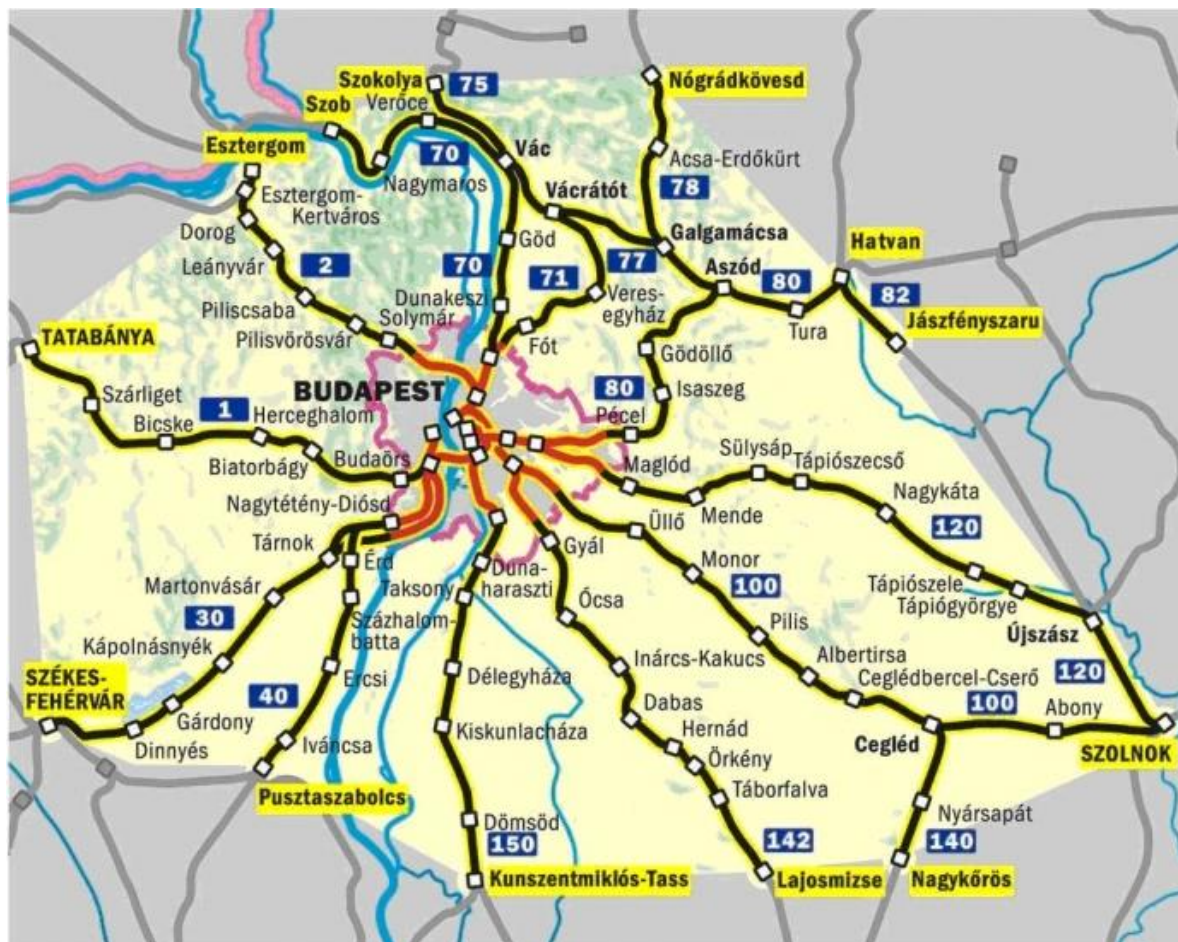 Szokolya
75
Nógrádkövesd
Szob
Verőce
Esztergom
70
Vác
Acsa-Erdőkürt
Nagymaros
78
Esztergom-
Kertváros
Vácrátót
Dorog
Göd
Galgamácsa
Hatvan
Leányvár
2
70
71
77
Aszód
80
82
Dunakeszi
Veres-
egyház
Piliscsaba
Solymár
Tura
Jászfényszaru
Pilisvörösvár
Fót
TATABÁNYA
Gödöllő
BUDAPEST
Isaszeg
Szárliget
80
1
Herceghalom
Pécel
Bicske
Sülysáp
Biatorbágy
Budaörs
Maglód
Tápiószecső
Nagytétény-Diósd
Nagykáta
Mende
Üllő
120
Tárnok
Gyál
Érd
Duna-
haraszti
Monor
Martonvásár
Taksony
100
Tápiószele
Tápiógyörgye
30
Százhalom-
batta
Ócsa
Pilis
Újszász
Kápolnásnyék
Inárcs-Kakucs
Albertirsa
SZÉKES-
FEHÉRVÁR
Ercsi
Délegyháza
Ceglédbercel-Cserő
120
40
100
Gárdony
Dabas
Abony
Dinnyés
Iváncsa
Kiskunlacháza
Hernád
Cegléd
SZOLNOK
Örkény
Pusztaszabolcs
Táborfalva
Dömsöd
Nyársapát
150
142
140
Kunszentmiklós-Tass
Lajosmizse
Nagykőrös